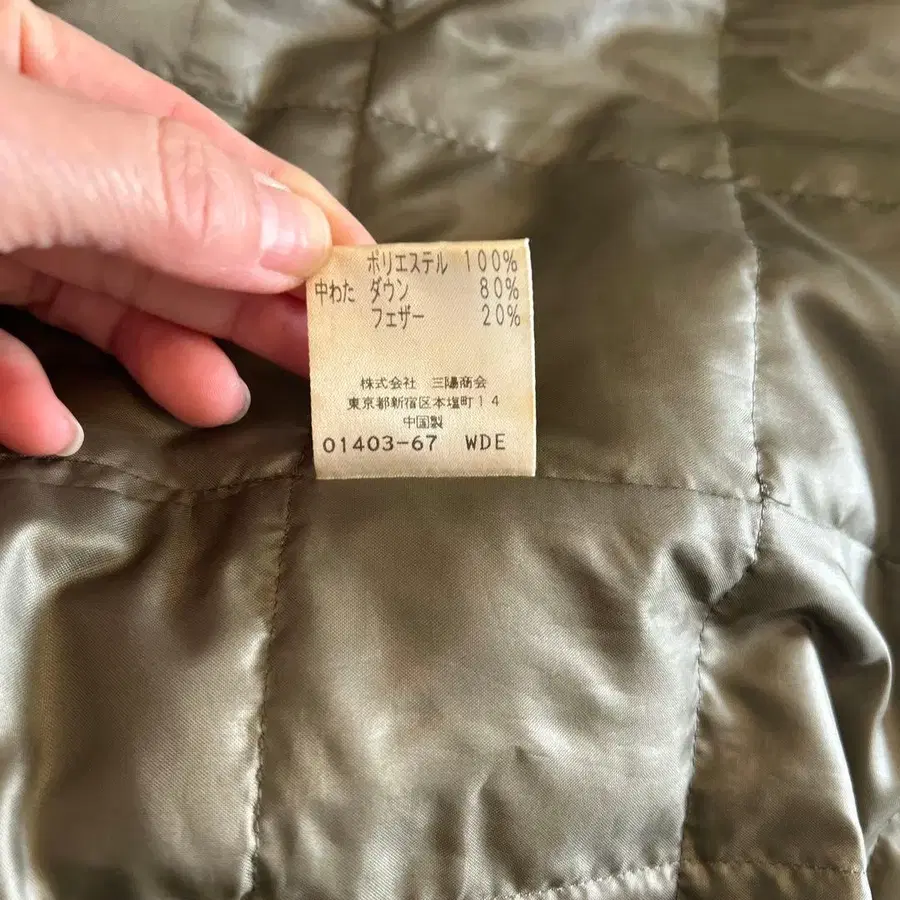 ポリエステル 100%
中わた ダウン 80%
フェザー 20%
株式会社 三陽商会
東京都新宿区本塩町14
中国製
01403-67 WDE